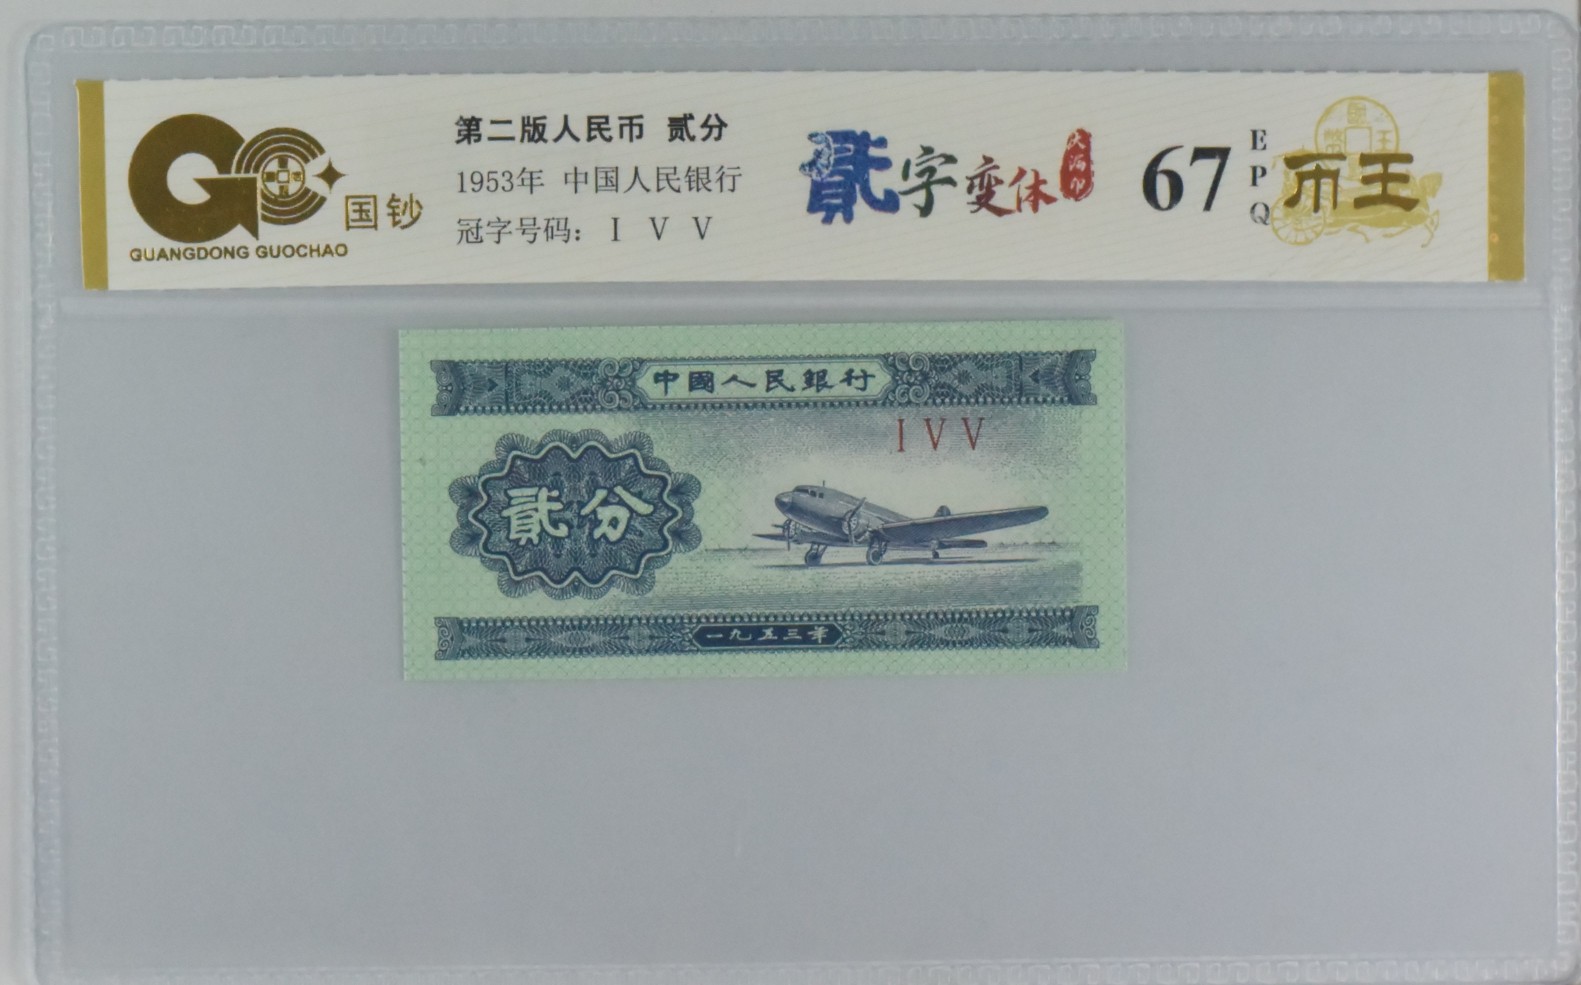 GC
国钞
GUANGDONG GUOCHAO
第二版人民币 贰分
1953年 中国人民银行
冠字号码: I V V
貳字变体
67
EPQ
币王
中國人民銀行
I V V
貳分
一九五三年